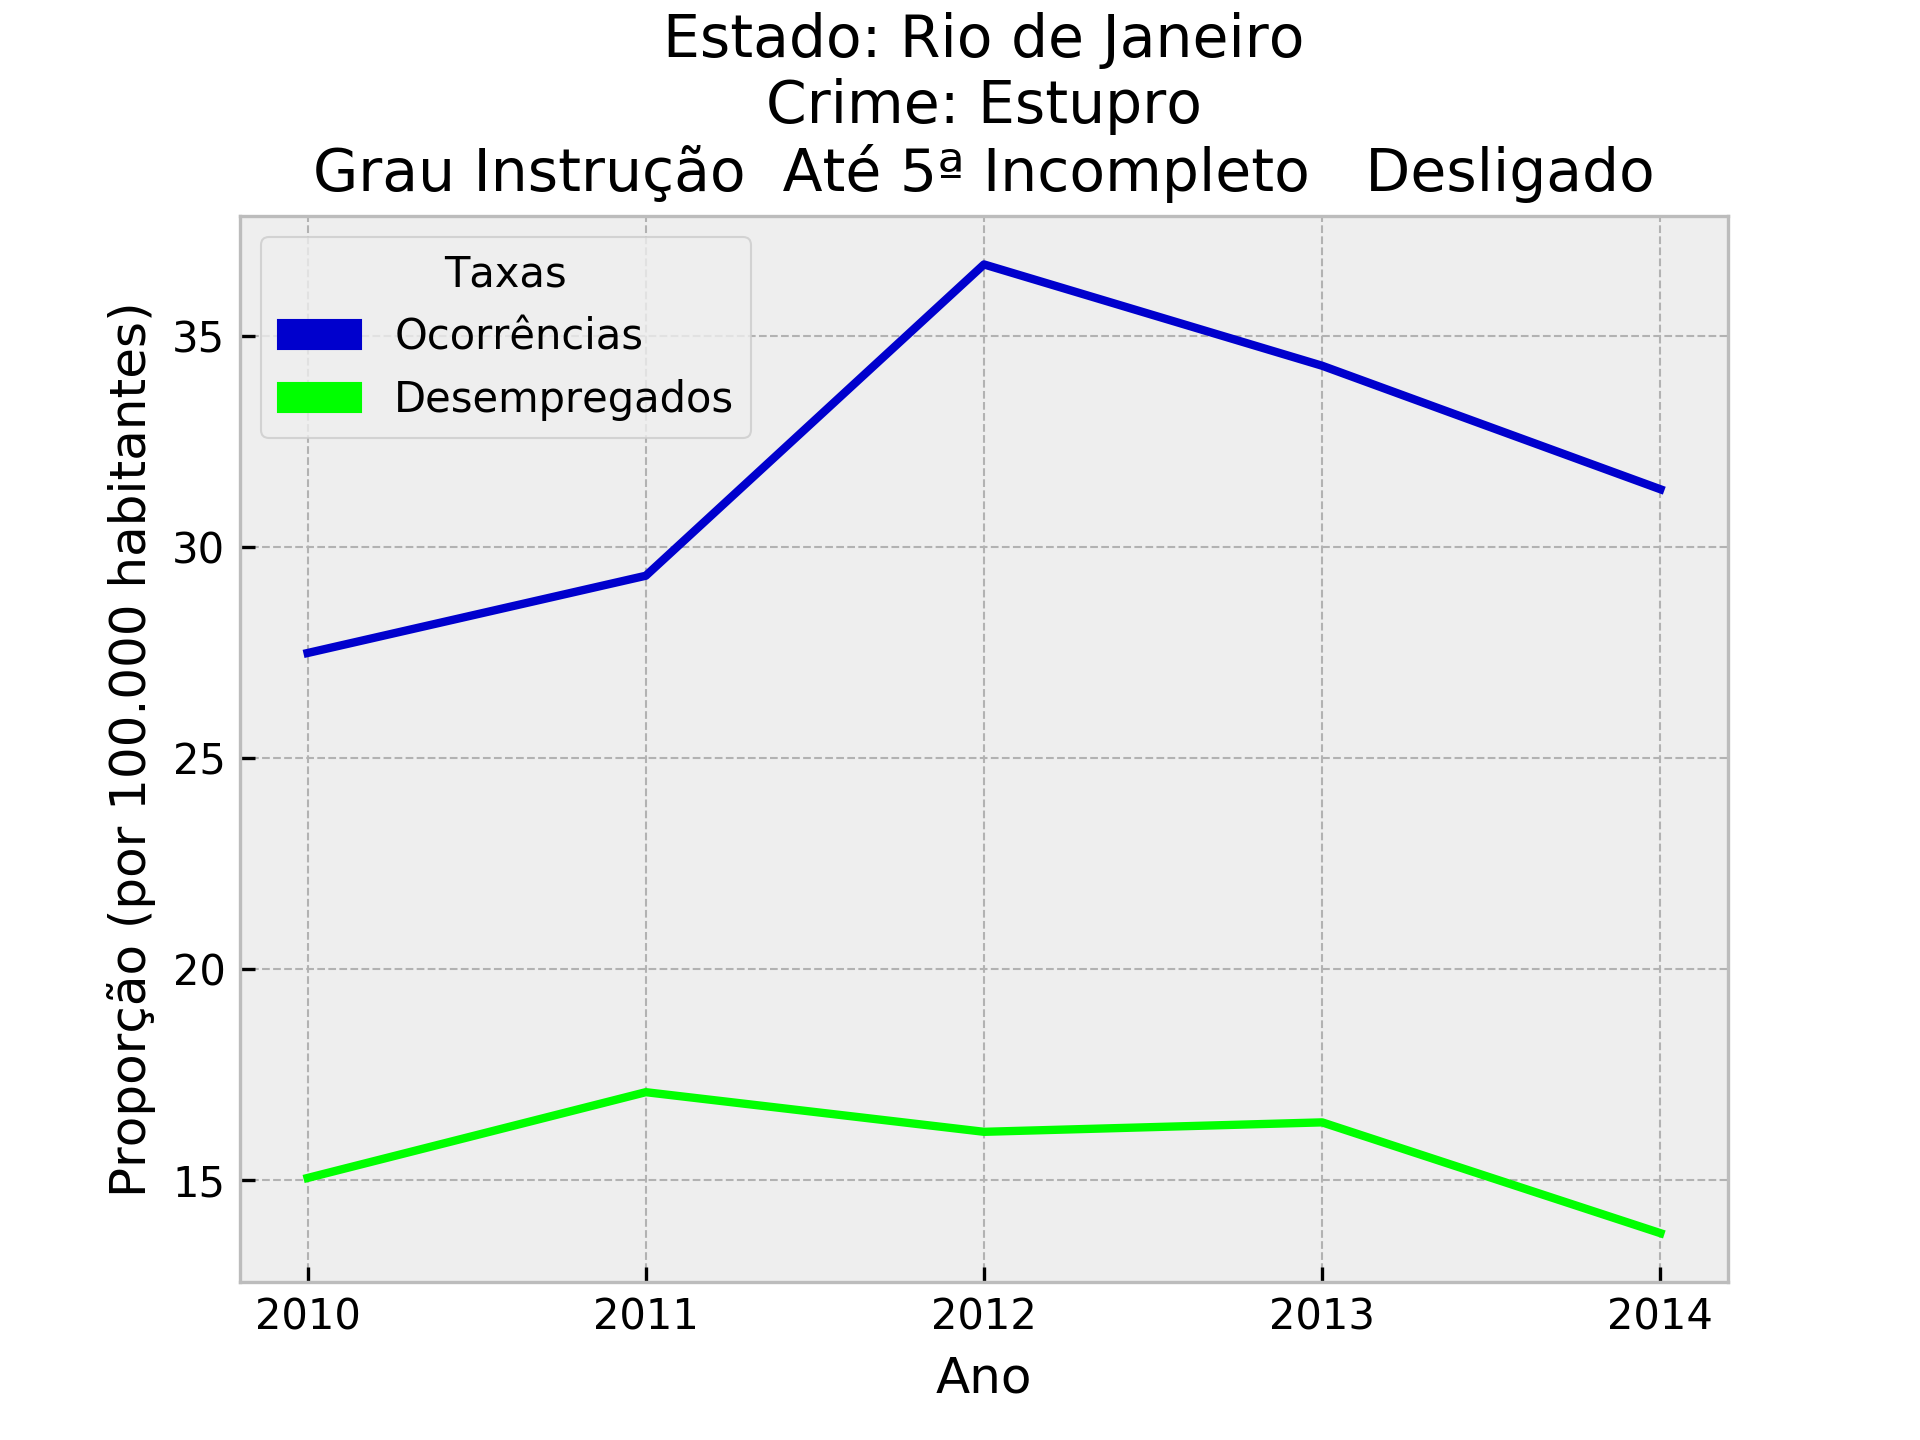 Estado: Rio de Janeiro
Crime: Estupro
Grau Instrução  Até 5ª Incompleto   Desligado
Taxas
Ocorrências
Desempregados
Proporção (por 100.000 habitantes)
35
30
25
20
15
2010 2011 2012 2013 2014
Ano